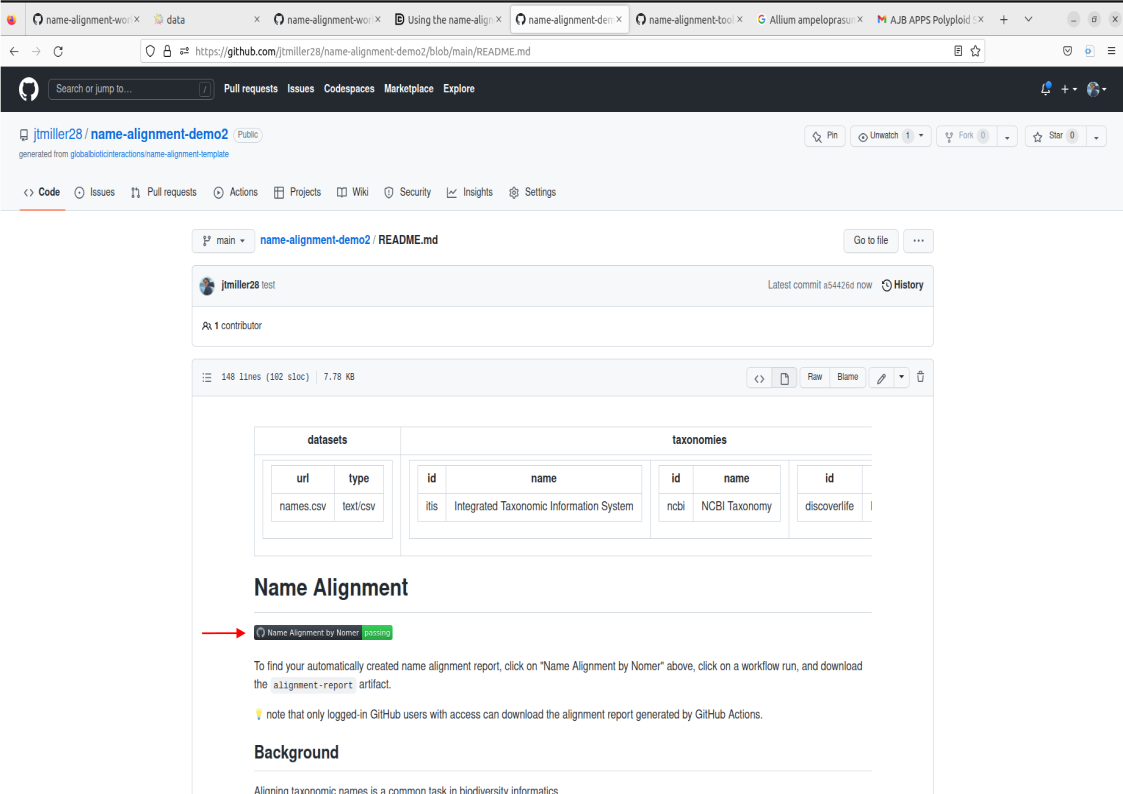 name-alignment-wor
data
name-alignment-wor
Using the name-align
name-alignment-dem
name-alignment-tool
Allium ampeloprasu
AJB APPS Polyploid S
https://github.com/jtmiller28/name-alignment-demo2/blob/main/README.md
Search or jump to… /
Pull requests Issues Codespaces Marketplace Explore
jtmiller28 / name-alignment-demo2 Public
generated from globalbioticinteractions/name-alignment-template
Pin Unwatch 1 Fork 0 Star 0
Code Issues Pull requests Actions Projects Wiki Security Insights Settings
main name-alignment-demo2 / README.md
Go to file ...
jtmiller28 test
Latest commit a54426d now History
1 contributor
148 lines (102 sloc) 7.78 KB
Raw Blame
datasets taxonomies
url type id name id name id
names.csv text/csv itis Integrated Taxonomic Information System ncbi NCBI Taxonomy discoverlife
Name Alignment
Name Alignment by Nomer passing
To find your automatically created name alignment report, click on "Name Alignment by Nomer" above, click on a workflow run, and download
the alignment-report artifact.
note that only logged-in GitHub users with access can download the alignment report generated by GitHub Actions.
Background
Aligning taxonomic names is a common task in biodiversity informatics